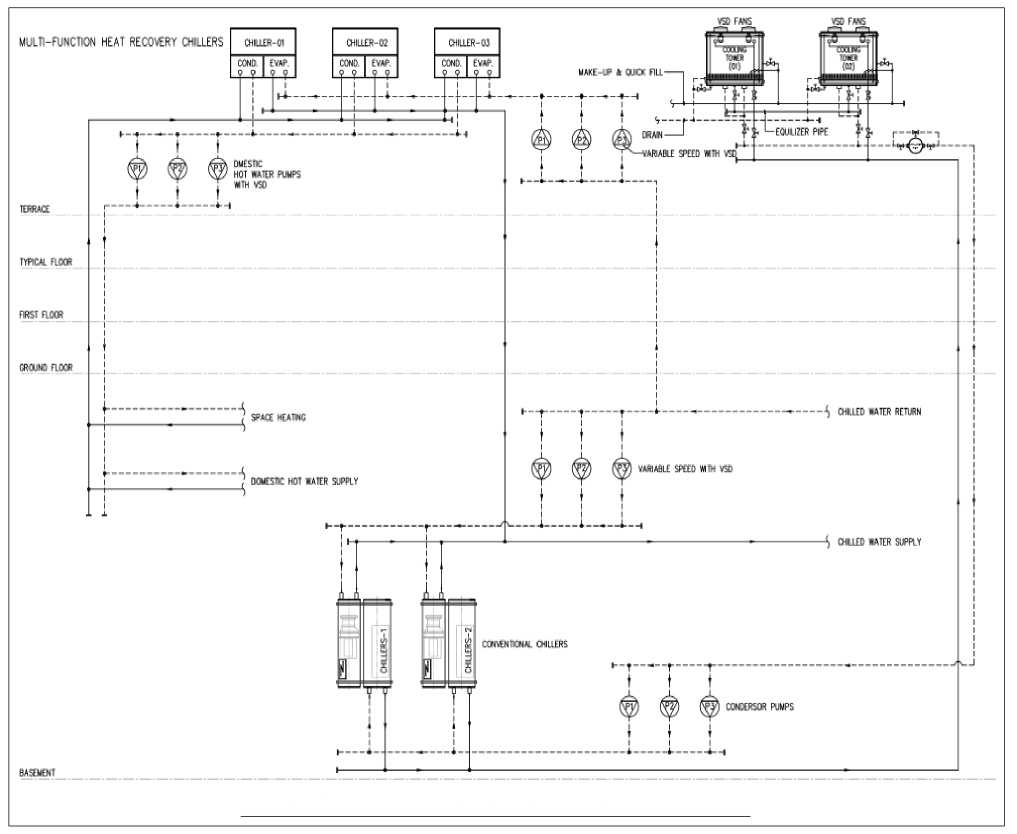 VSD FANS
VSD FANS
MULTI-FUNCTION HEAT RECOVERY CHILLERS
CHILLER-01
COND.
EVAP.
CHILLER-02
COND.
EVAP.
CHILLER-03
COND.
EVAP.
COOLING
TOWER
(01)
COOLING
TOWER
(02)
MAKE-UP & QUICK FILL
DRAIN
EQUILIZER PIPE
P1
P2
P3
VARIABLE SPEED WITH VSD
P1
P2
P3
DMESTIC
HOT WATER PUMPS
WITH VSD
TERRACE
TYPICAL FLOOR
FIRST FLOOR
GROUND FLOOR
SPACE HEATING
CHILLED WATER RETURN
P1
P2
P3
VARIABLE SPEED WITH VSD
DOMESTIC HOT WATER SUPPLY
CHILLED WATER SUPPLY
CHILLERS-1
CHILLERS-2
CONVENTIONAL CHILLERS
P1
P2
P3
CONDERSOR PUMPS
BASEMENT